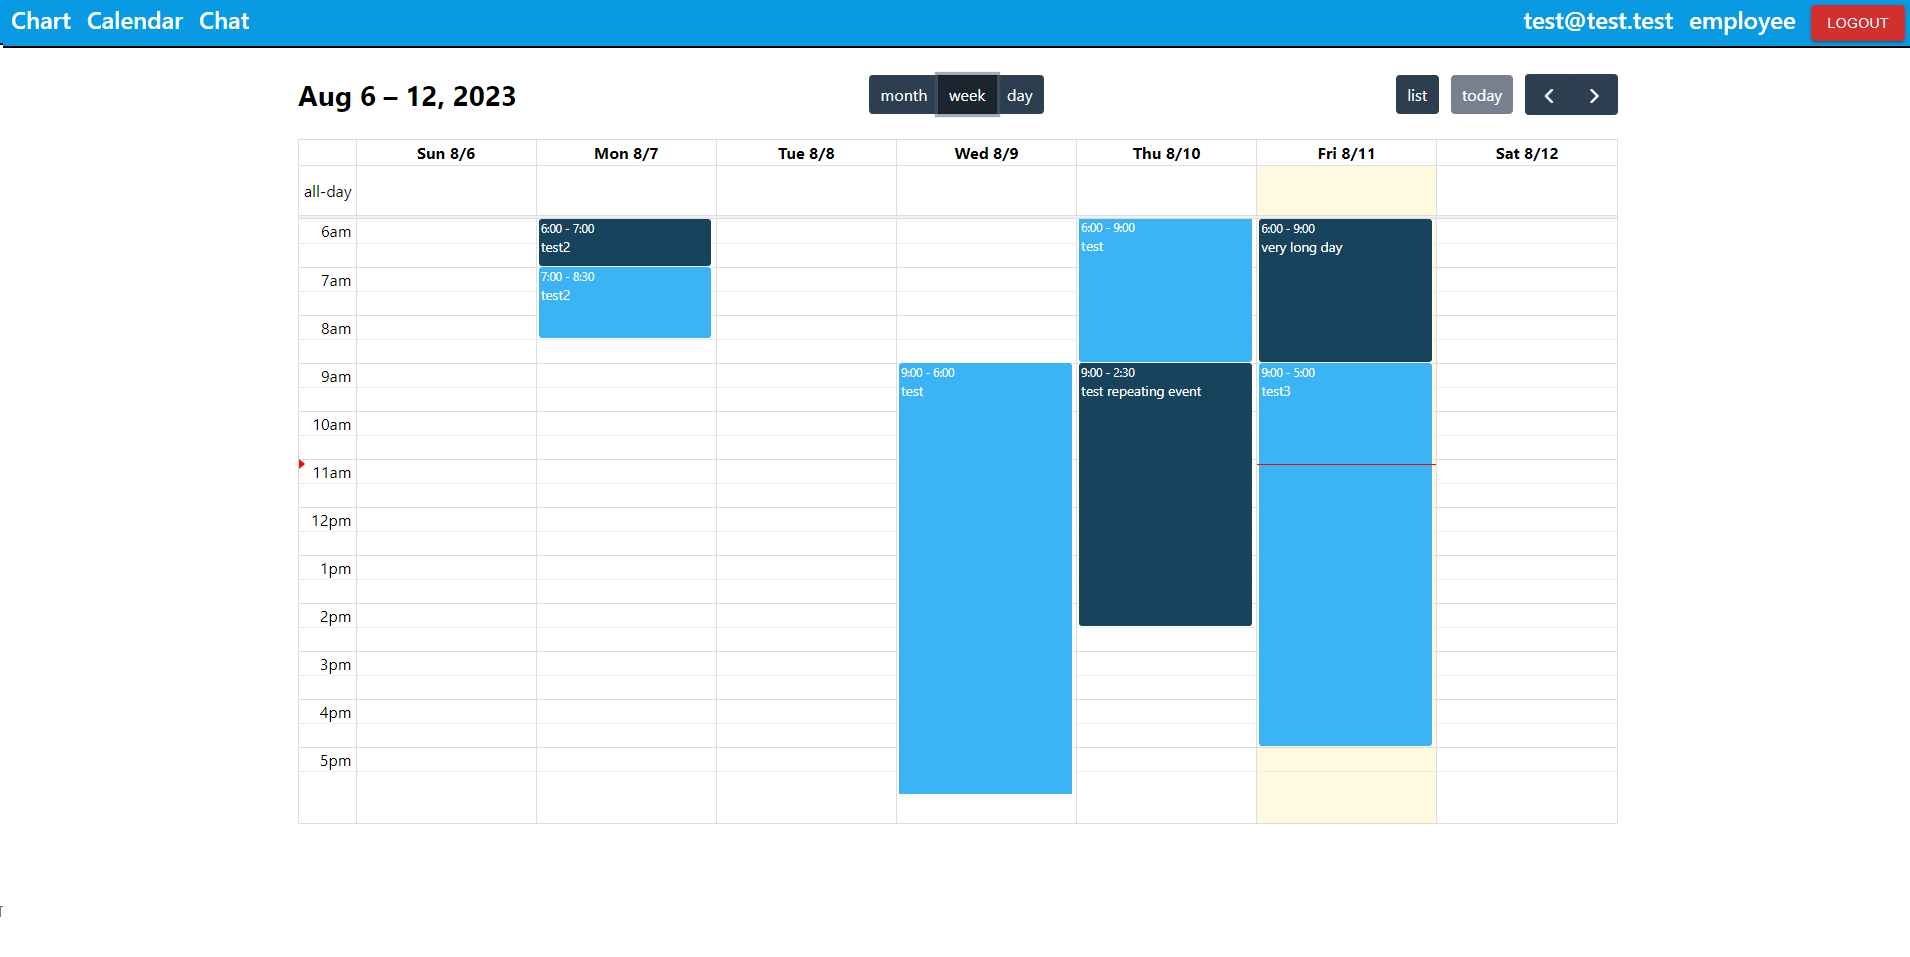 Chart Calendar Chat test@test.test employee LOGOUT
Aug 6 – 12, 2023 month week day list today
Sun 8/6 Mon 8/7 Tue 8/8 Wed 8/9 Thu 8/10 Fri 8/11 Sat 8/12
all-day
6am
7am
8am
9am
10am
11am
12pm
1pm
2pm
3pm
4pm
5pm
6:00 - 7:00
test2
7:00 - 8:30
test2
9:00 - 6:00
test
6:00 - 9:00
test
9:00 - 2:30
test repeating event
6:00 - 9:00
very long day
9:00 - 5:00
test3